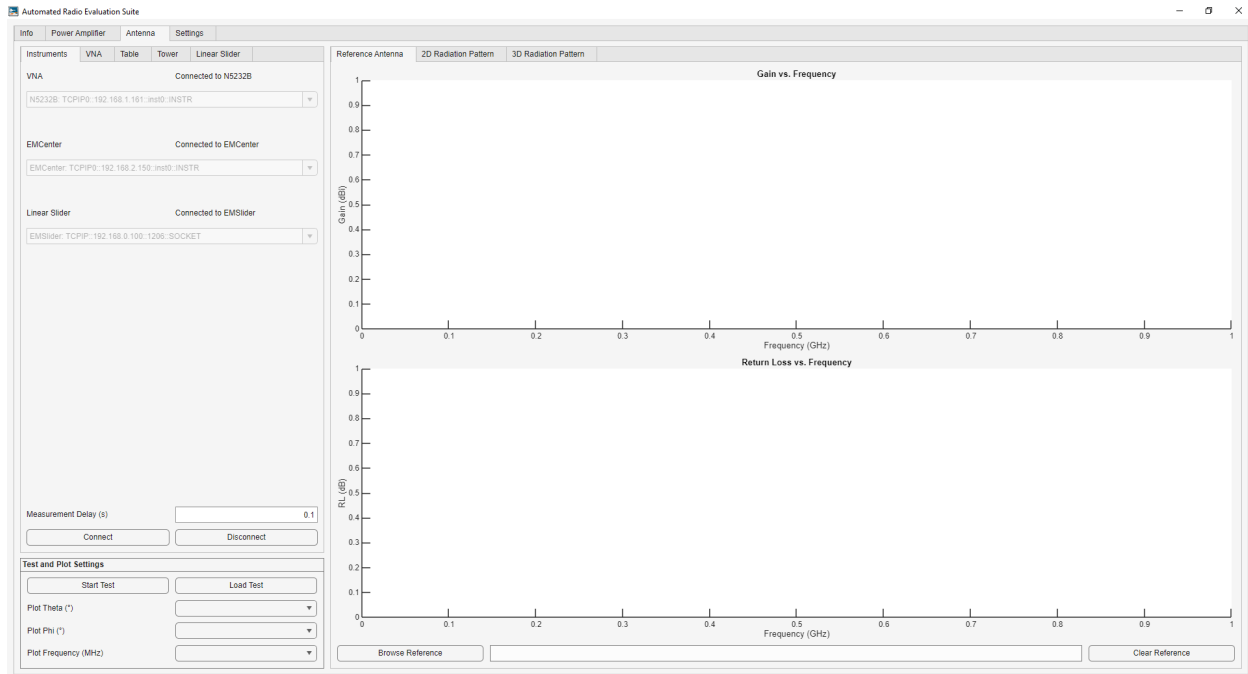 Automated Radio Evaluation Suite
Info Power Amplifier Antenna Settings
Instruments VNA Table Tower Linear Slider
VNA Connected to N5232B
N5232B: TCPIP0::192.168.1.161::inst0::INSTR
EMCenter Connected to EMCenter
EMCenter: TCPIP0::192.168.2.150::inst0::INSTR
Linear Slider Connected to EMSlider
EMSlider: TCPIP::192.168.0.100::1206::SOCKET
Measurement Delay (s) 0.1
Connect Disconnect
Test and Plot Settings
Start Test Load Test
Plot Theta (°)
Plot Phi (°)
Plot Frequency (MHz)
Reference Antenna 2D Radiation Pattern 3D Radiation Pattern
Gain vs. Frequency
Gain (dBi)
1
0.9
0.8
0.7
0.6
0.5
0.4
0.3
0.2
0.1
0
0 0.1 0.2 0.3 0.4 0.5 0.6 0.7 0.8 0.9 1
Frequency (GHz)
Return Loss vs. Frequency
RL (dB)
1
0.9
0.8
0.7
0.6
0.5
0.4
0.3
0.2
0.1
0
0 0.1 0.2 0.3 0.4 0.5 0.6 0.7 0.8 0.9 1
Frequency (GHz)
Browse Reference Clear Reference